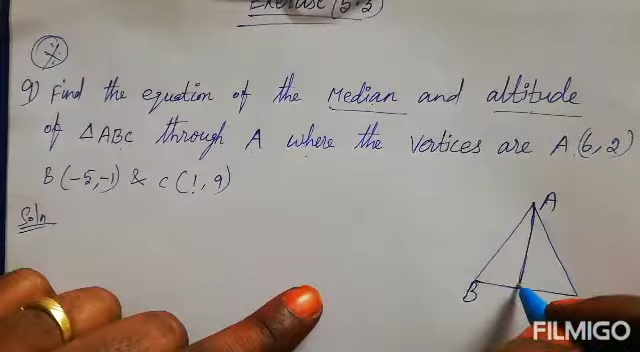 Exercise (5.3)
9) Find the equation of the Median and altitude
of △ABC through A where the vertices are A (6, 2)
B (-5, -1) & C (1, 9)
Soln
A
B
FILMIGO